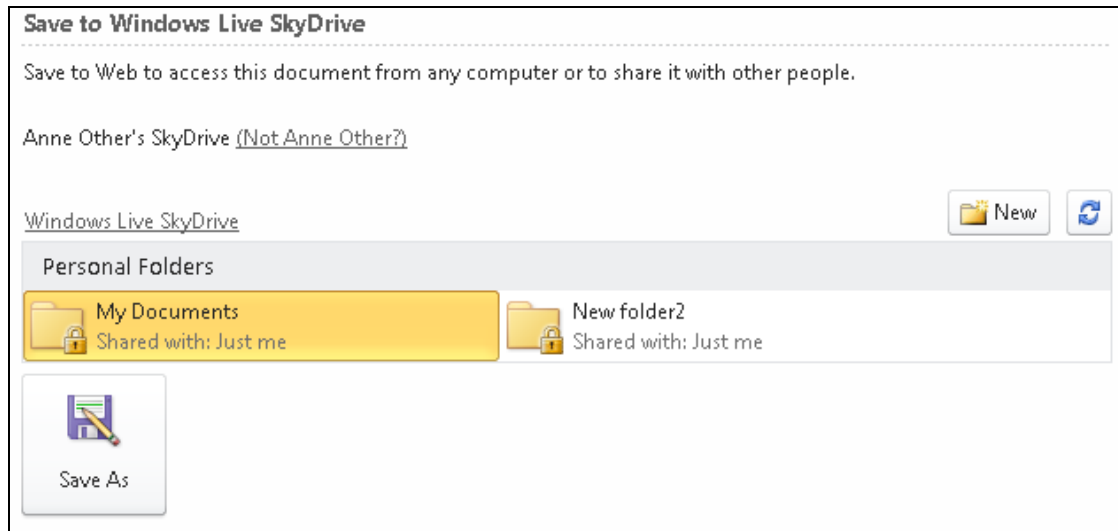 Save to Windows Live SkyDrive
Save to Web to access this document from any computer or to share it with other people.
Anne Other's SkyDrive (Not Anne Other?)
Windows Live SkyDrive
New
Personal Folders
My Documents
Shared with: Just me
New folder2
Shared with: Just me
Save As